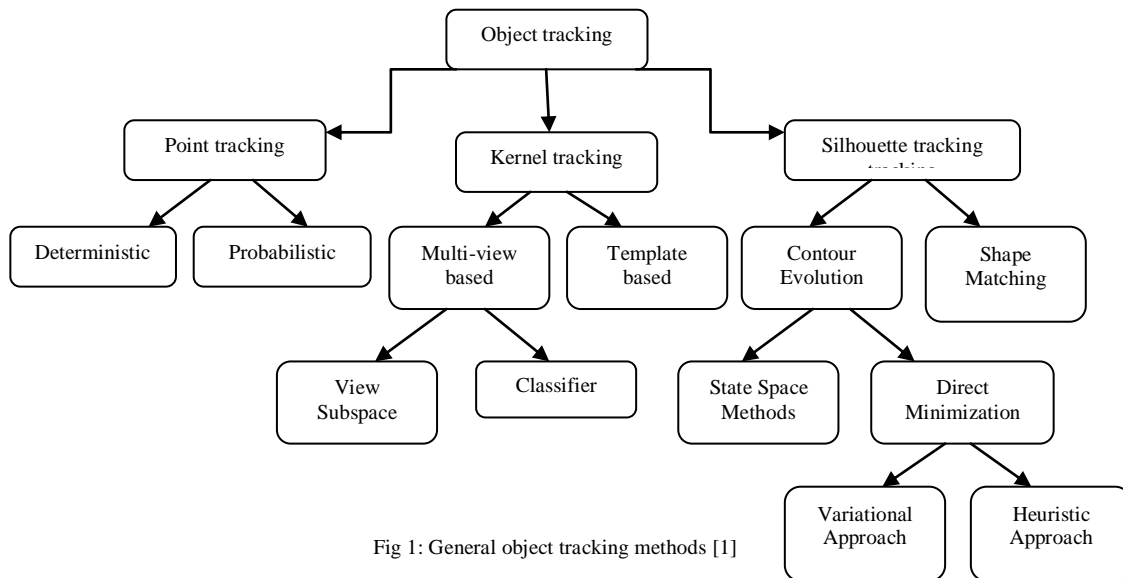 Object tracking
Point tracking
Kernel tracking
Silhouette tracking
tracking
Deterministic
Probabilistic
Multi-view
based
Template
based
Contour
Evolution
Shape
Matching
View
Subspace
Classifier
State Space
Methods
Direct
Minimization
Variational
Approach
Heuristic
Approach
Fig 1: General object tracking methods [1]